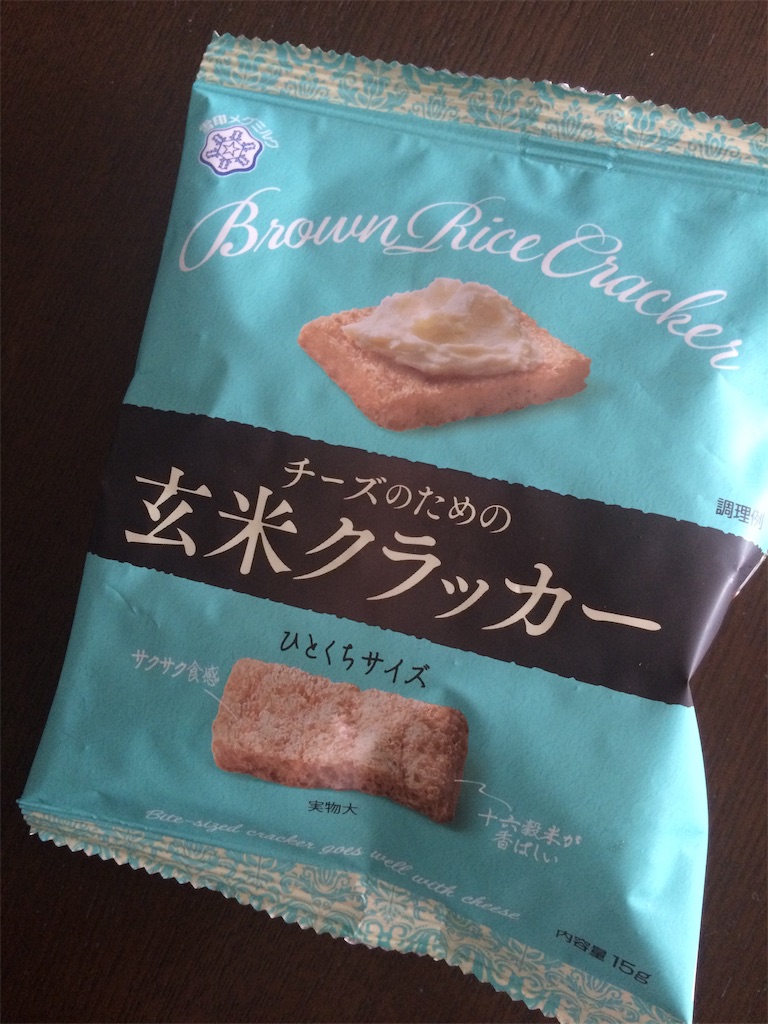 雪印メグミルク
Brown Rice Cracker
調理例
チーズのための
玄米クラッカー
ひとくちサイズ
サクサク食感
実物大
十六穀米が
香ばしい
Bite-sized cracker goes well with cheese
内容量15g